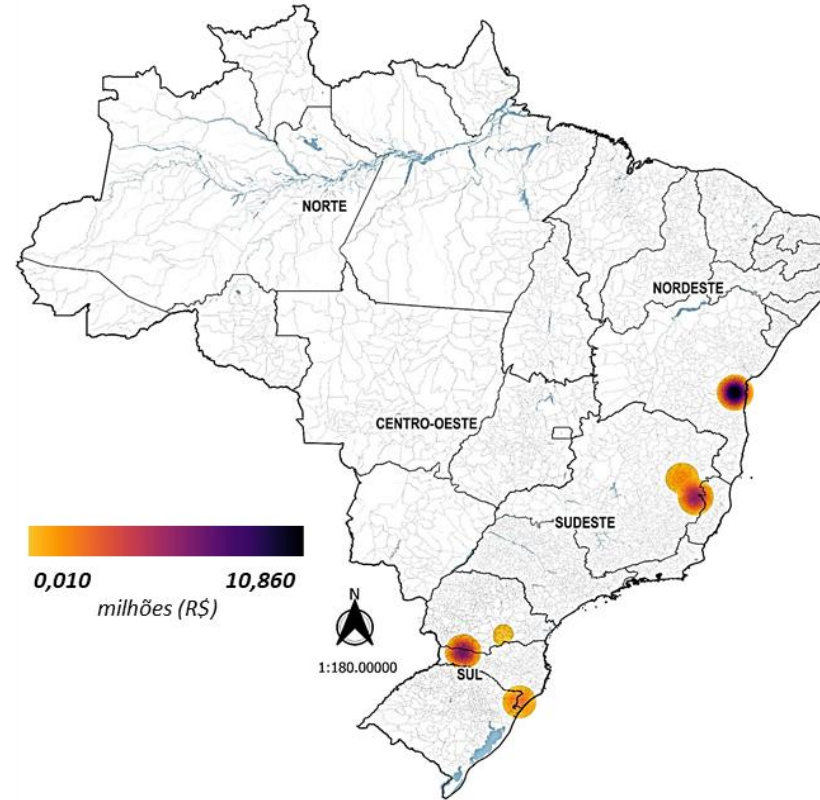 NORTE
NORDESTE
CENTRO-OESTE
SUDESTE
0,010 10,860
milhões (R$)
N
1:180.00000
SUL